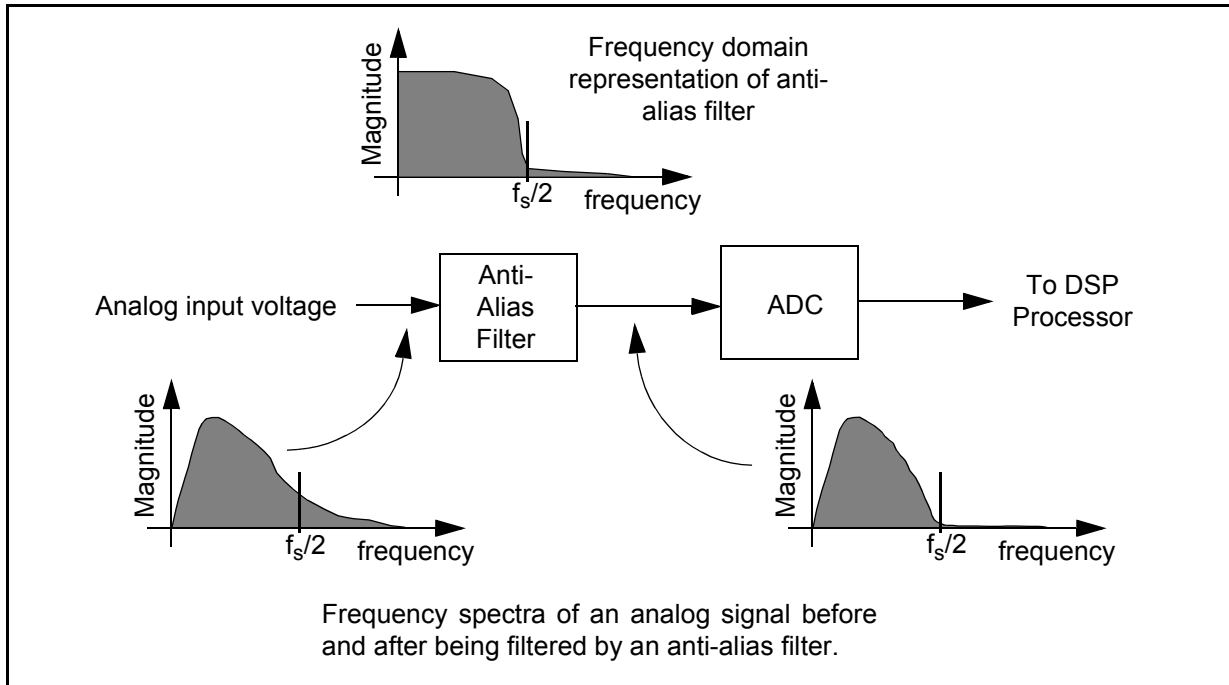 Magnitude
Frequency domain
representation of anti-
alias filter
fs/2
frequency
Analog input voltage
Anti-
Alias
Filter
ADC
To DSP
Processor
Magnitude
fs/2
frequency
Magnitude
fs/2
frequency
Frequency spectra of an analog signal before
and after being filtered by an anti-alias filter.